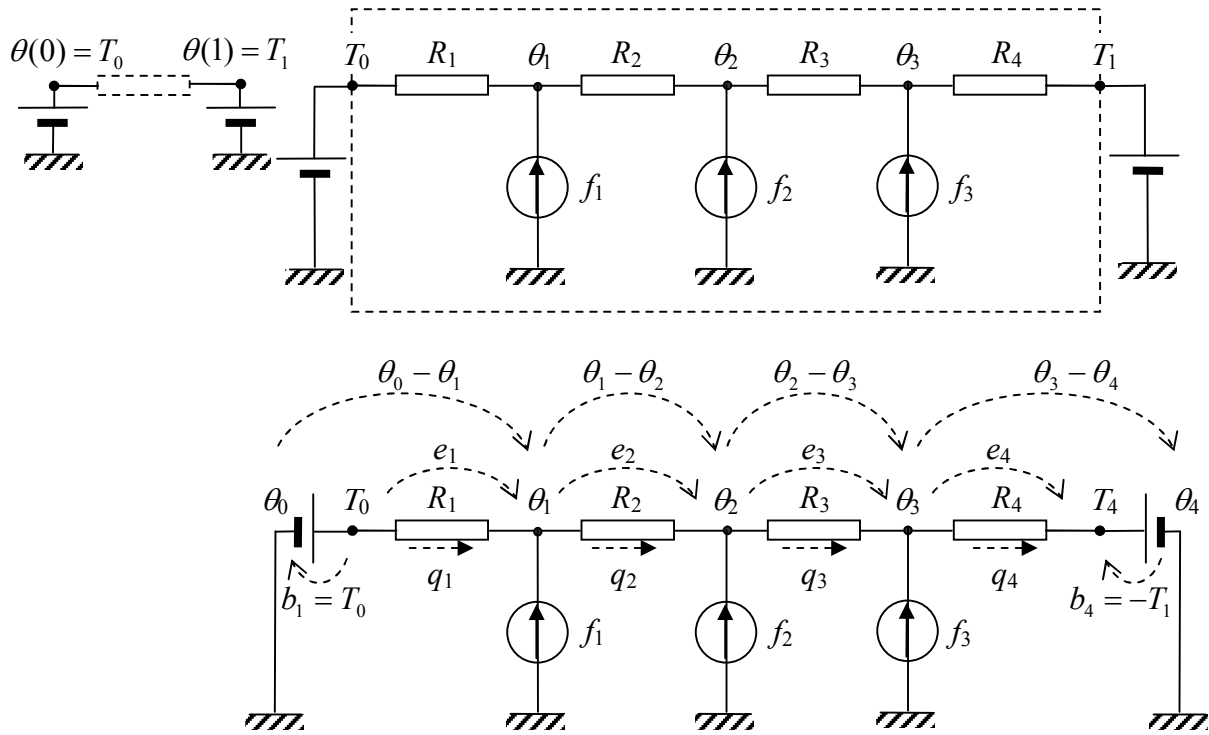 θ(0) = T₀ θ(1) = T₁ T₀ R₁ θ₁ R₂ θ₂ R₃ θ₃ R₄ T₁
f₁ f₂ f₃
θ₀ − θ₁ θ₁ − θ₂ θ₂ − θ₃ θ₃ − θ₄
e₁ e₂ e₃ e₄
θ₀ T₀ R₁ θ₁ R₂ θ₂ R₃ θ₃ R₄ T₄ θ₄
q₁ q₂ q₃ q₄
b₁ = T₀ b₄ = −T₁
f₁ f₂ f₃